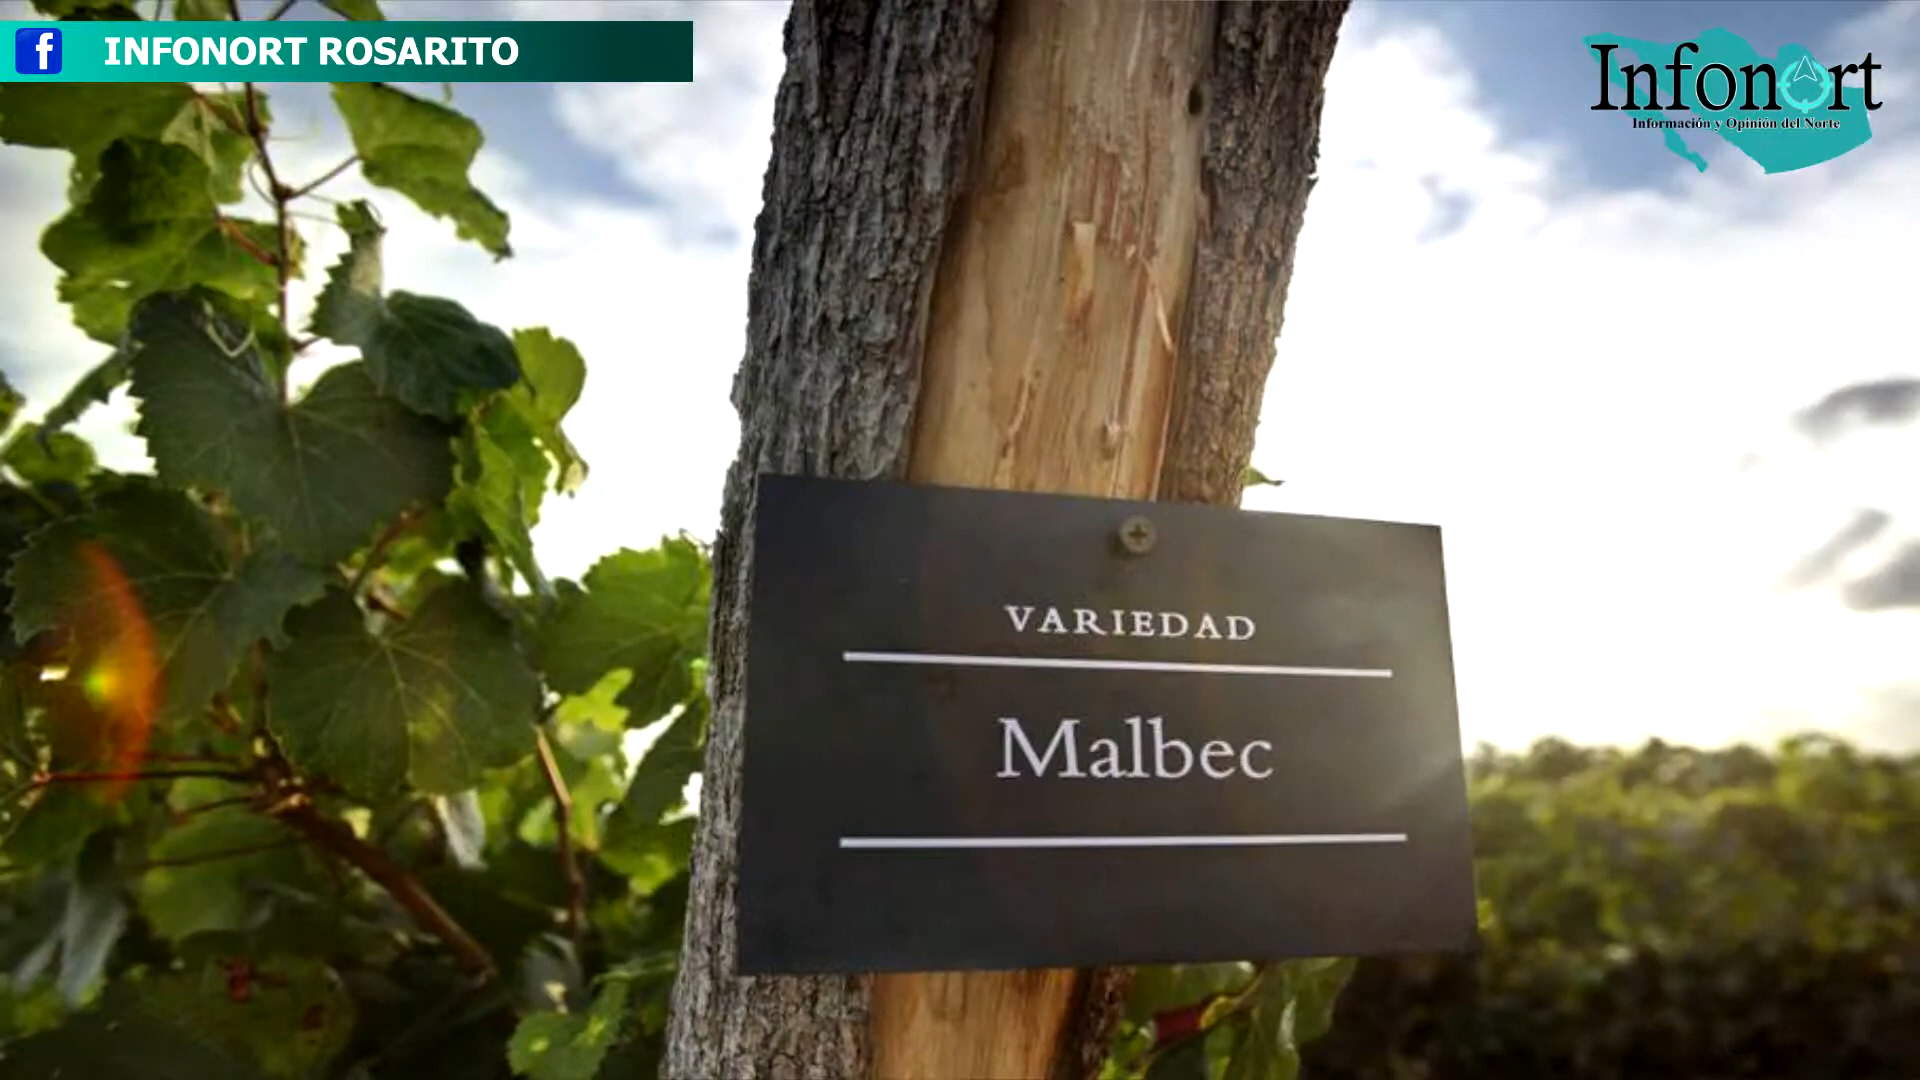 INFONORT ROSARITO
Infonort
Información y Opinión del Norte
VARIEDAD
Malbec